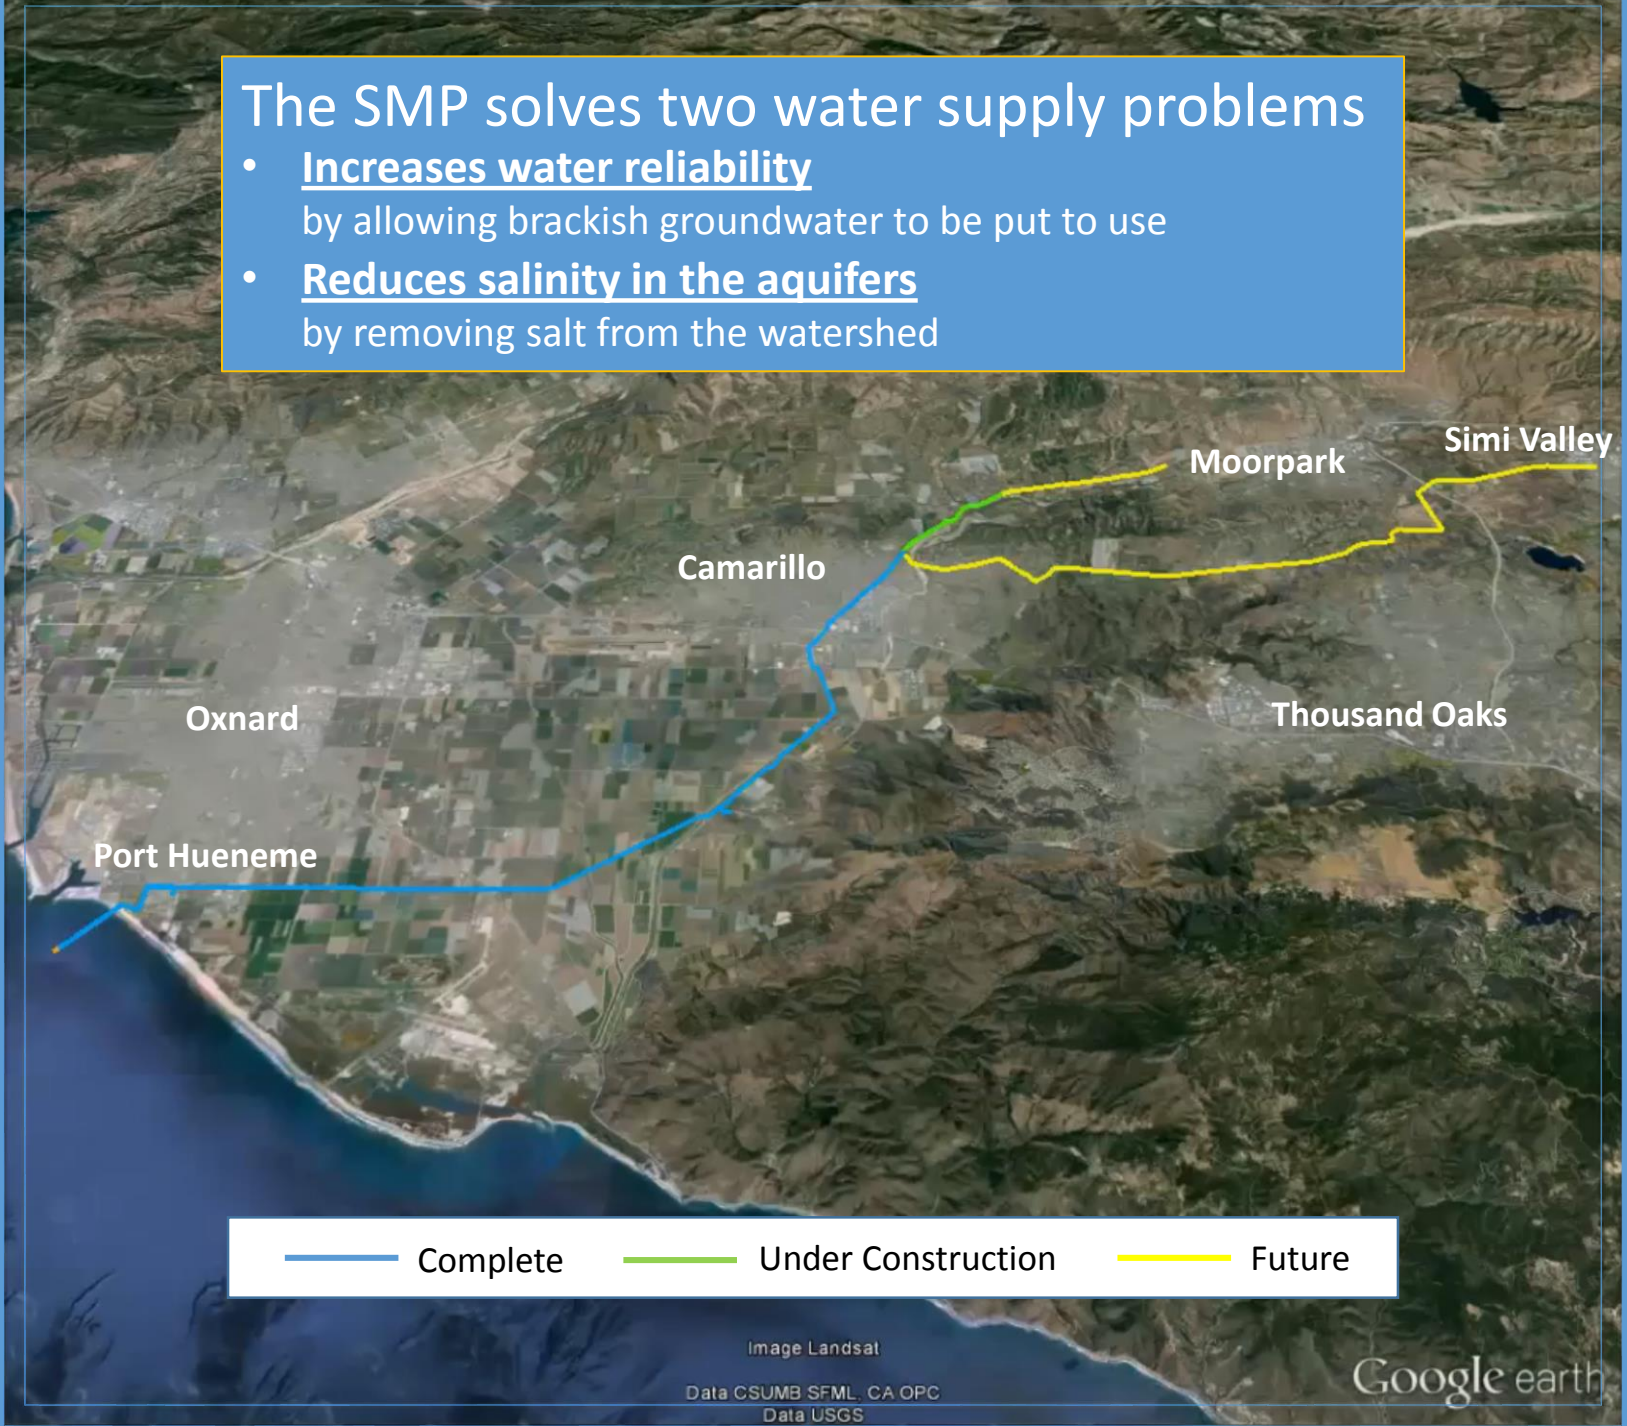 The SMP solves two water supply problems
• Increases water reliability
by allowing brackish groundwater to be put to use
• Reduces salinity in the aquifers
by removing salt from the watershed
Simi Valley
Moorpark
Camarillo
Oxnard
Thousand Oaks
Port Hueneme
Complete
Under Construction
Future
Image Landsat
Data CSUMB SFML, CA OPC
Data USGS
Google earth